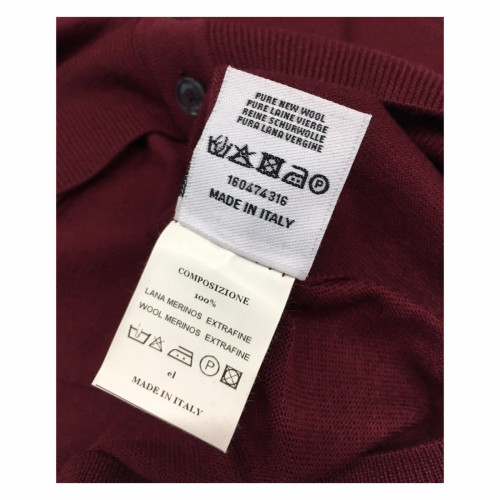 PURE NEW WOOL
PURE LAINE VIERGE
REINE SCHURWOLLE
PURA LANA VERGINE
P
160474316
MADE IN ITALY
COMPOSIZIONE
100%
LANA MERINOS EXTRAFINE
WOOL MERINOS EXTRAFINE
P
el
MADE IN ITALY